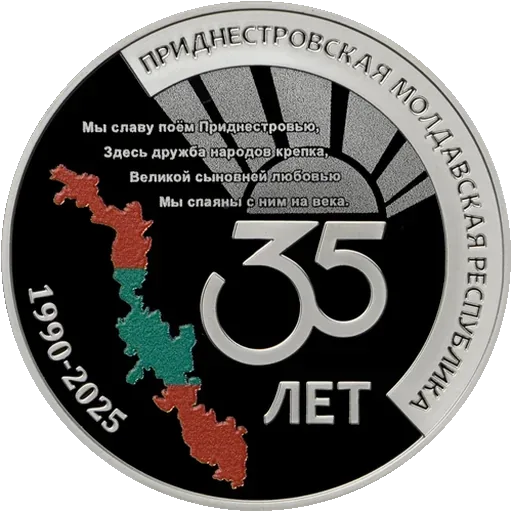 ПРИДНЕСТРОВСКАЯ МОЛДАВСКАЯ РЕСПУБЛИКА
Мы славу поём Приднестровью,
Здесь дружба народов крепка,
Великой сыновней любовью
Мы спаяны с ним на века.
35
ЛЕТ
1990-2025